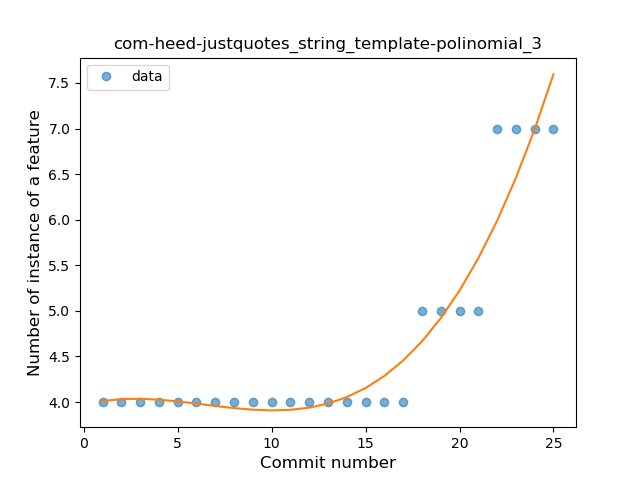 com-heed-justquotes_string_template-polinomial_3
data
Number of instance of a feature
7.5
7.0
6.5
6.0
5.5
5.0
4.5
4.0
0 5 10 15 20 25
Commit number